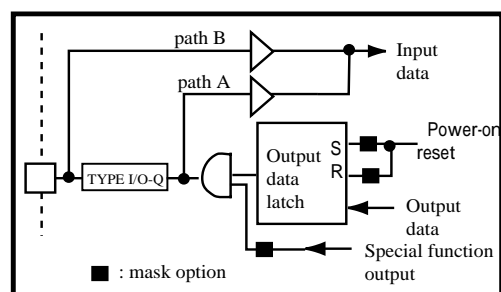 path B
Input
data
path A
Power-on
reset
S
R
Output
data
latch
TYPE I/O-Q
Output
data
Special function
output
: mask option